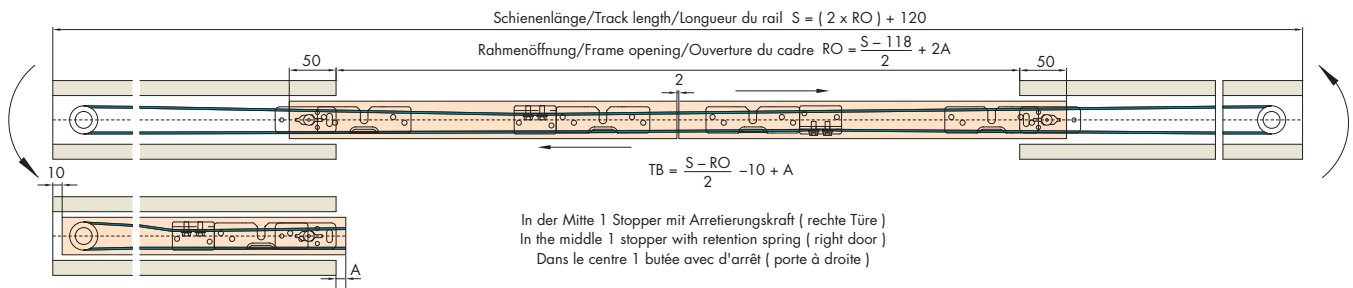 Schienenlänge/Track length/Longueur du rail S = ( 2 x RO ) + 120
Rahmenöffnung/Frame opening/Ouverture du cadre RO = S – 118 / 2 + 2A
50
2
2
50
TB = S – RO / 2 –10 + A
10
In der Mitte 1 Stopper mit Arretierungskraft ( rechte Türe )
In the middle 1 stopper with retention spring ( right door )
Dans le centre 1 butée avec d'arrêt ( porte à droite )
A